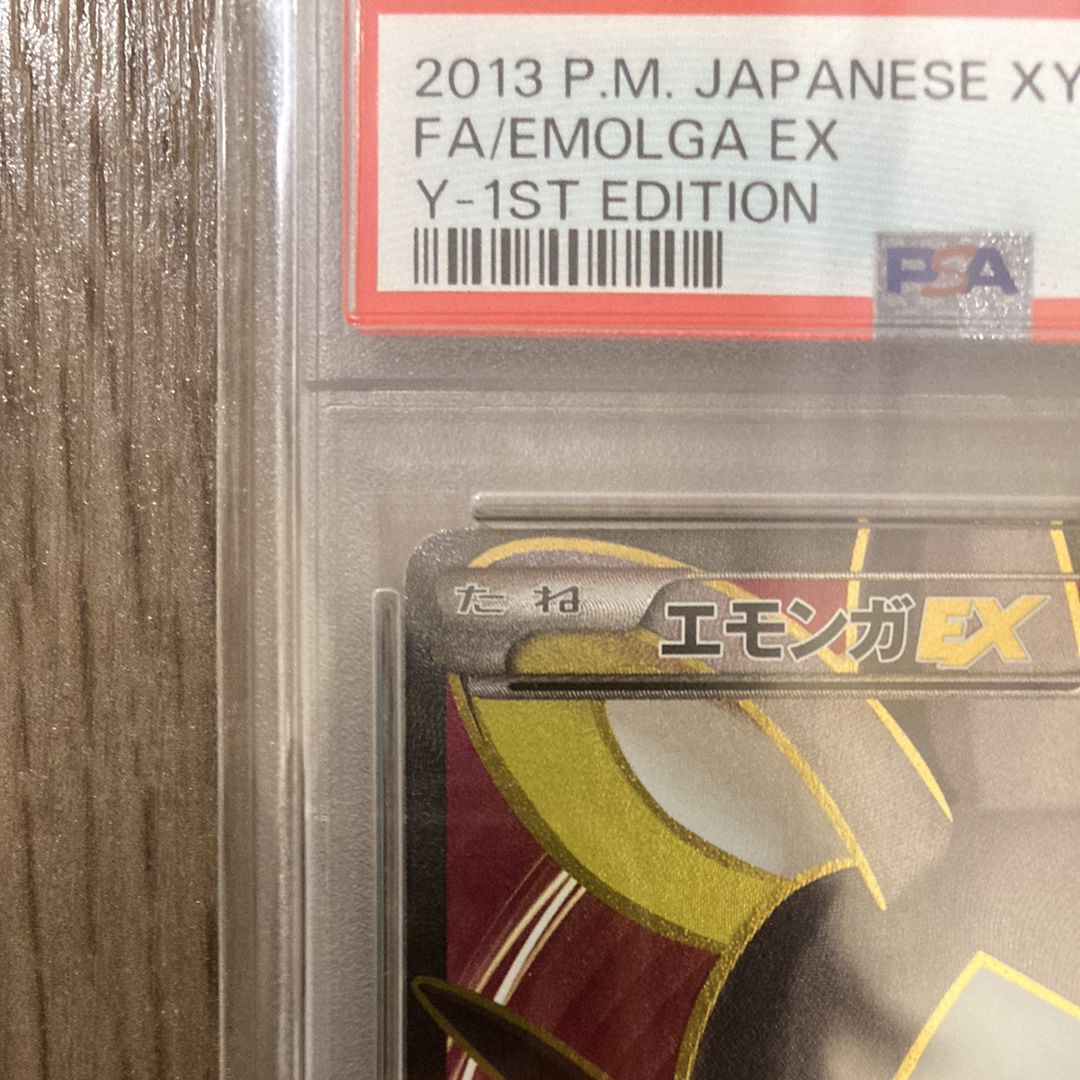 2013 P.M. JAPANESE XY
FA/EMOLGA EX
Y-1ST EDITION
PSA
たね
エモンガEX